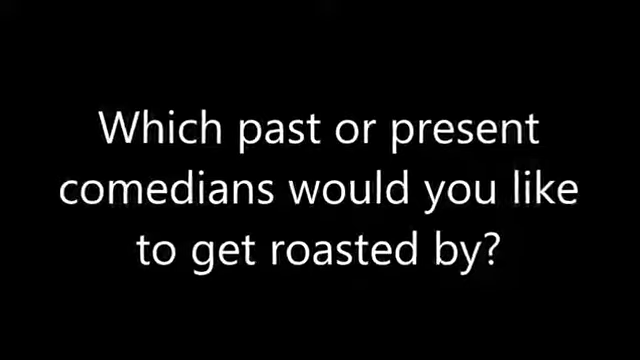 Which past or present
comedians would you like
to get roasted by?